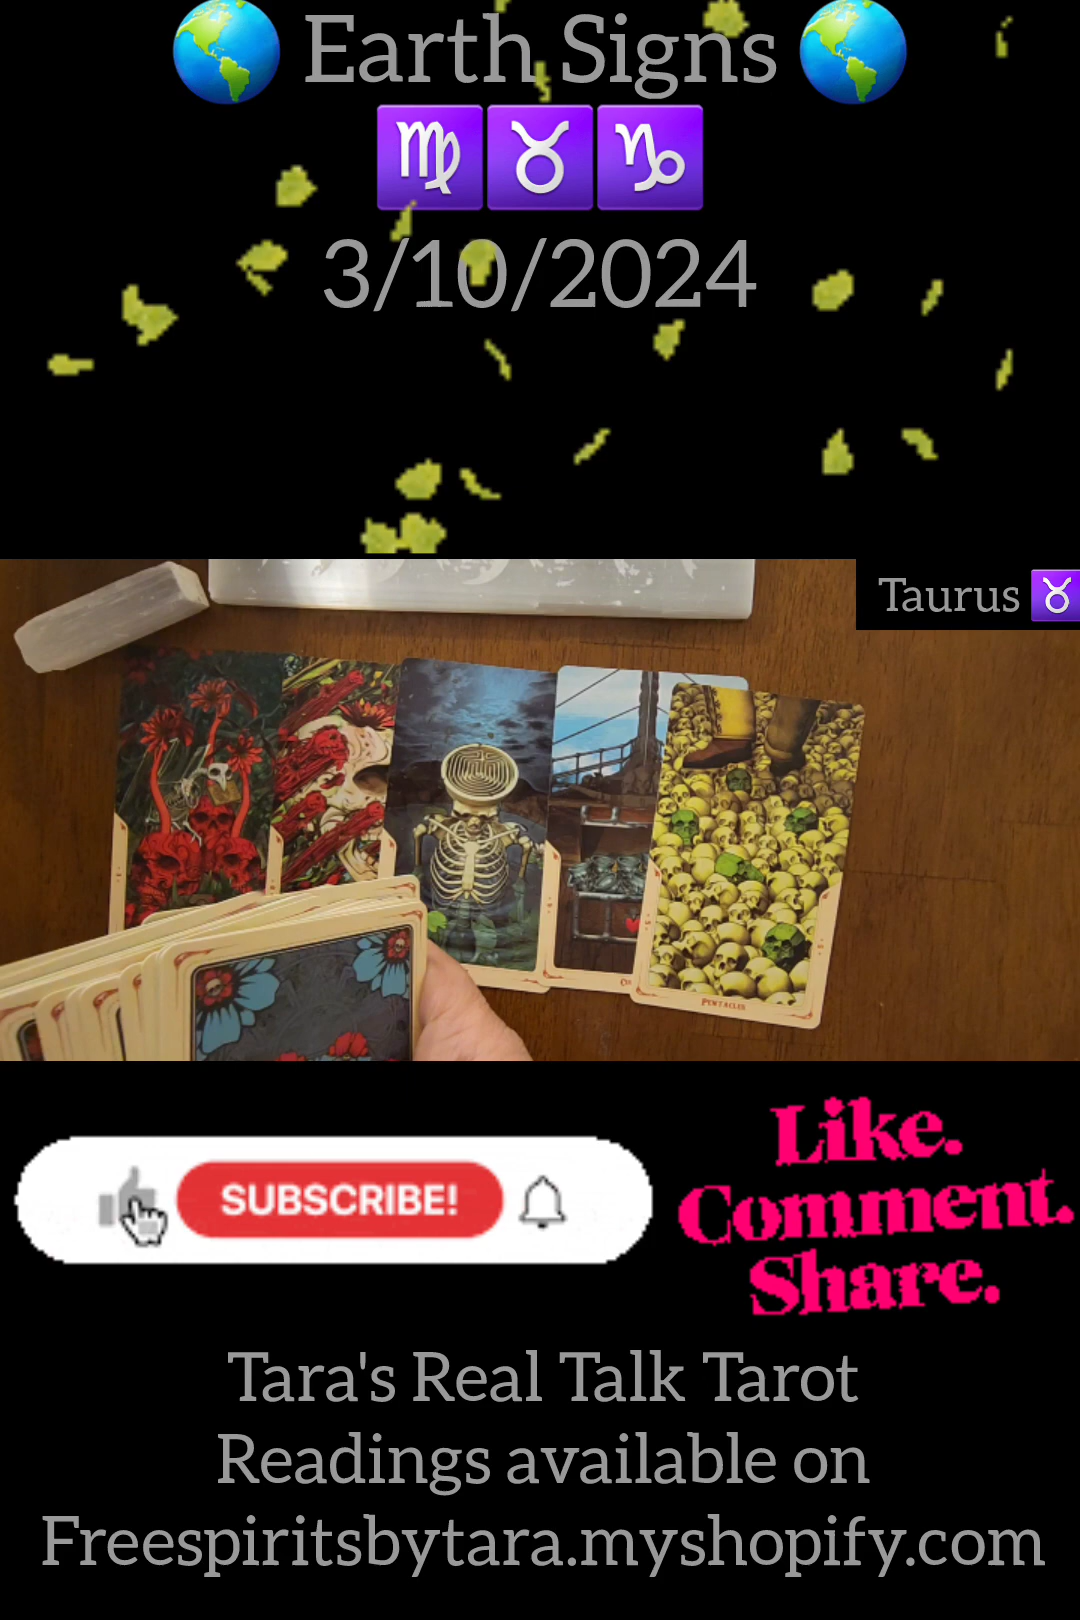 🌎 Earth Signs 🌎
♍♉♑
3/10/2024
Taurus ♉
PENTACLES
SUBSCRIBE!
Like.
Comment.
Share.
Tara's Real Talk Tarot
Readings available on
Freespiritsbytara.myshopify.com